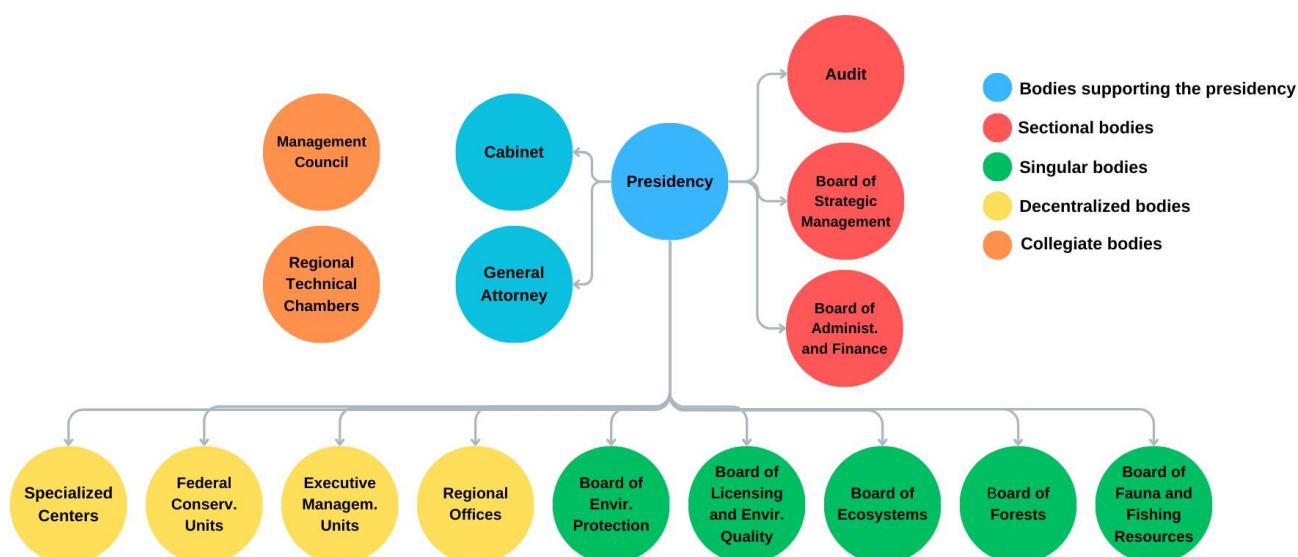 Management
Council
Regional
Technical
Chambers
Cabinet
General
Attorney
Presidency
Audit
Board of
Strategic
Management
Board of
Administ.
and Finance
Bodies supporting the presidency
Sectional bodies
Singular bodies
Decentralized bodies
Collegiate bodies
Specialized
Centers
Federal
Conserv.
Units
Executive
Managem.
Units
Regional
Offices
Board of
Envir.
Protection
Board of
Licensing
and Envir.
Quality
Board of
Ecosystems
Board of
Forests
Board of
Fauna and
Fishing
Resources